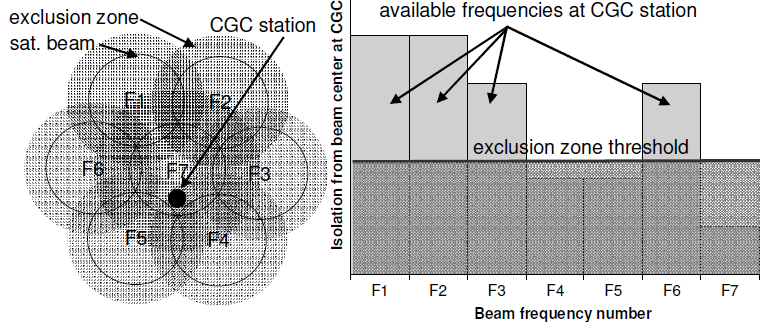 exclusion zone
sat. beam
CGC station
F1
F2
F6
F7
F3
F5
F4
available frequencies at CGC station
exclusion zone threshold
Isolation from beam center at CGC
F1 F2 F3 F4 F5 F6 F7
Beam frequency number